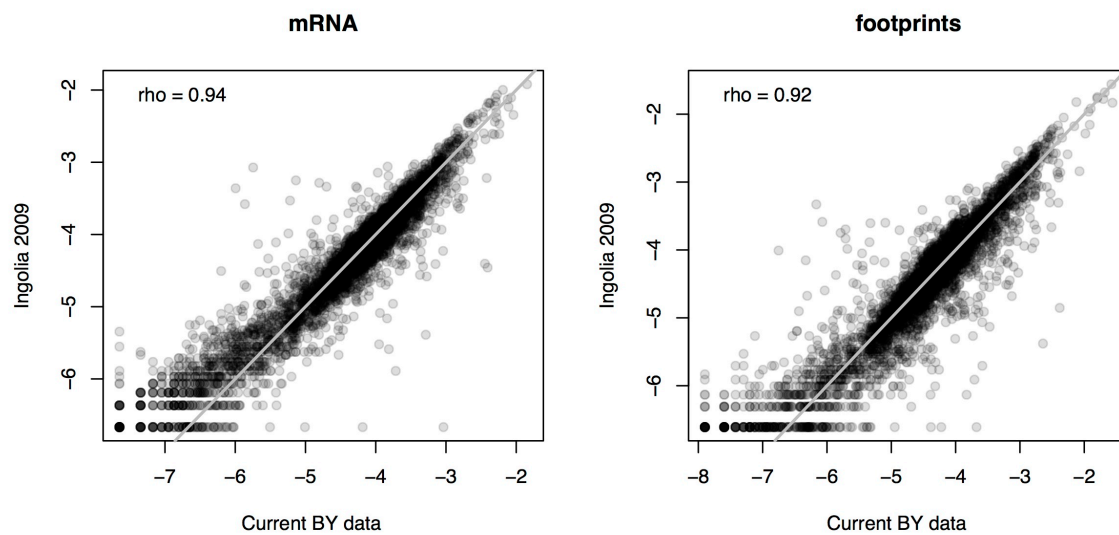 mRNA
rho = 0.94
−2
−3
−4
−5
−6
Ingolia 2009
−7 −6 −5 −4 −3 −2
Current BY data
footprints
rho = 0.92
−2
−3
−4
−5
−6
Ingolia 2009
−8 −7 −6 −5 −4 −3 −2
Current BY data